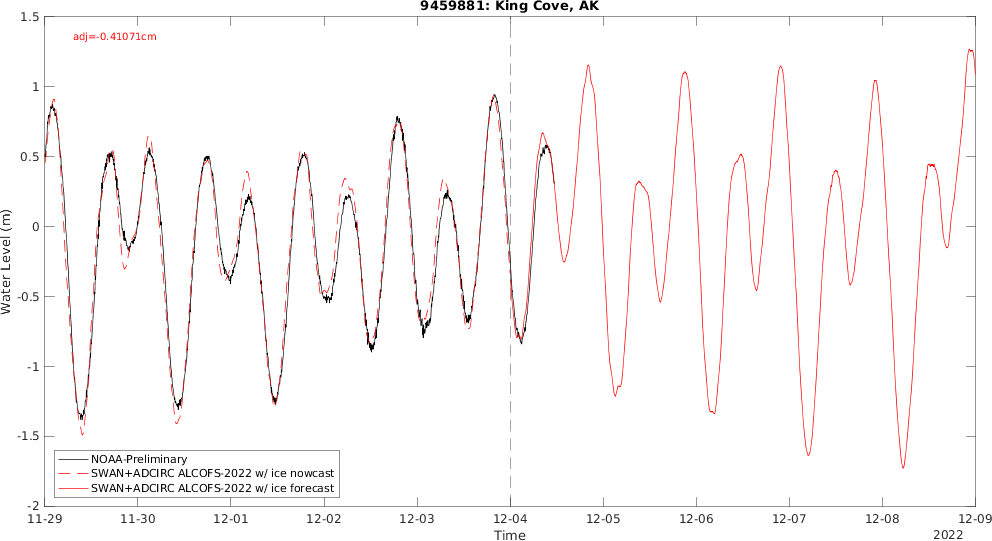 9459881: King Cove, AK
adj=-0.41071cm
Water Level (m)
1.5
1
0.5
0
-0.5
-1
-1.5
-2
NOAA-Preliminary
SWAN+ADCIRC ALCOFS-2022 w/ ice nowcast
SWAN+ADCIRC ALCOFS-2022 w/ ice forecast
11-29 11-30 12-01 12-02 12-03 12-04 12-05 12-06 12-07 12-08 12-09
Time
2022